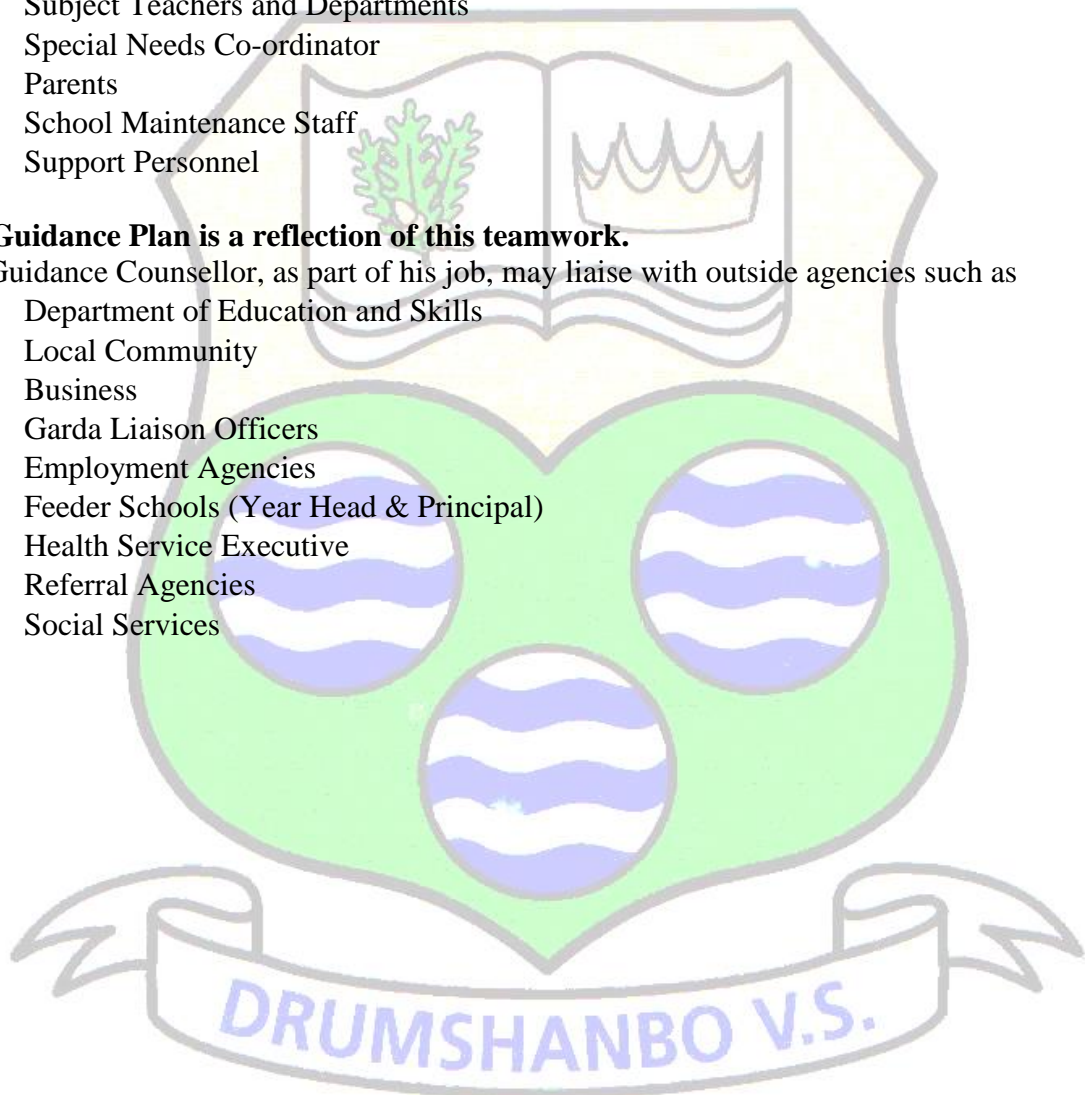 Subject Teachers and Departments
Special Needs Co-ordinator
Parents
School Maintenance Staff
Support Personnel
Guidance Plan is a reflection of this teamwork.
Guidance Counsellor, as part of his job, may liaise with outside agencies such as
Department of Education and Skills
Local Community
Business
Garda Liaison Officers
Employment Agencies
Feeder Schools (Year Head & Principal)
Health Service Executive
Referral Agencies
Social Services
DRUMSHANBO V.S.